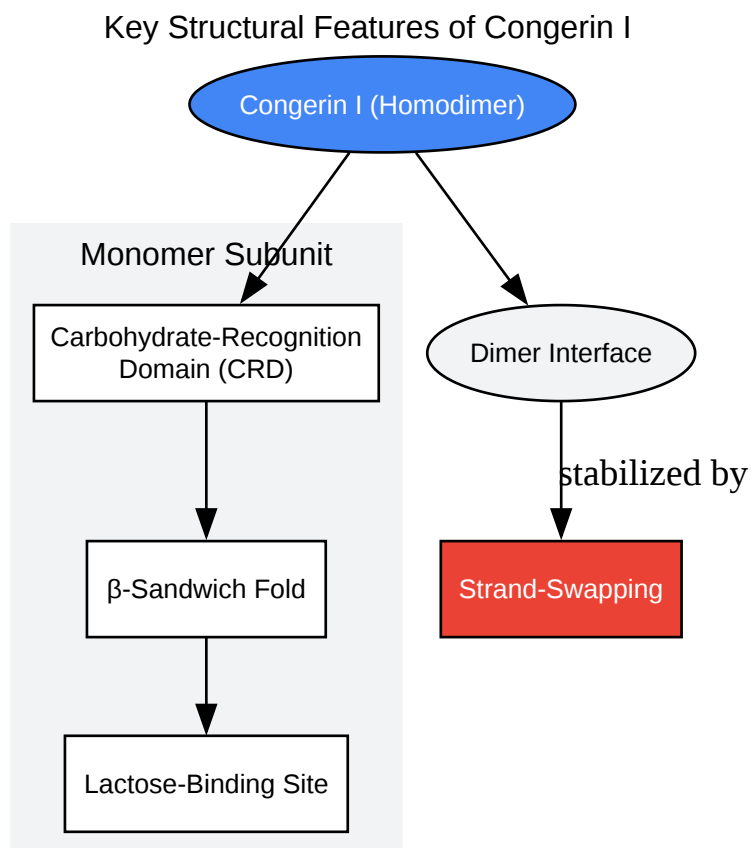 Key Structural Features of Congerin I
Congerin I (Homodimer)
Monomer Subunit
Carbohydrate-Recognition
Domain (CRD)
Dimer Interface
stabilized by
β-Sandwich Fold
Strand-Swapping
Lactose-Binding Site